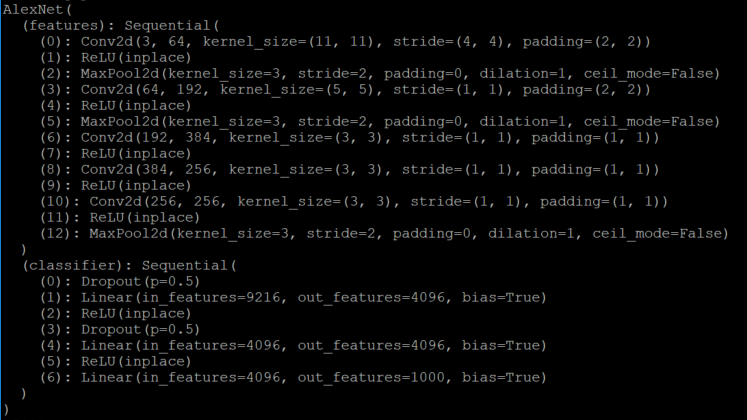 AlexNet(
  (features): Sequential(
    (0): Conv2d(3, 64, kernel_size=(11, 11), stride=(4, 4), padding=(2, 2))
    (1): ReLU(inplace)
    (2): MaxPool2d(kernel_size=3, stride=2, padding=0, dilation=1, ceil_mode=False)
    (3): Conv2d(64, 192, kernel_size=(5, 5), stride=(1, 1), padding=(2, 2))
    (4): ReLU(inplace)
    (5): MaxPool2d(kernel_size=3, stride=2, padding=0, dilation=1, ceil_mode=False)
    (6): Conv2d(192, 384, kernel_size=(3, 3), stride=(1, 1), padding=(1, 1))
    (7): ReLU(inplace)
    (8): Conv2d(384, 256, kernel_size=(3, 3), stride=(1, 1), padding=(1, 1))
    (9): ReLU(inplace)
    (10): Conv2d(256, 256, kernel_size=(3, 3), stride=(1, 1), padding=(1, 1))
    (11): ReLU(inplace)
    (12): MaxPool2d(kernel_size=3, stride=2, padding=0, dilation=1, ceil_mode=False)
  )
  (classifier): Sequential(
    (0): Dropout(p=0.5)
    (1): Linear(in_features=9216, out_features=4096, bias=True)
    (2): ReLU(inplace)
    (3): Dropout(p=0.5)
    (4): Linear(in_features=4096, out_features=4096, bias=True)
    (5): ReLU(inplace)
    (6): Linear(in_features=4096, out_features=1000, bias=True)
  )
)